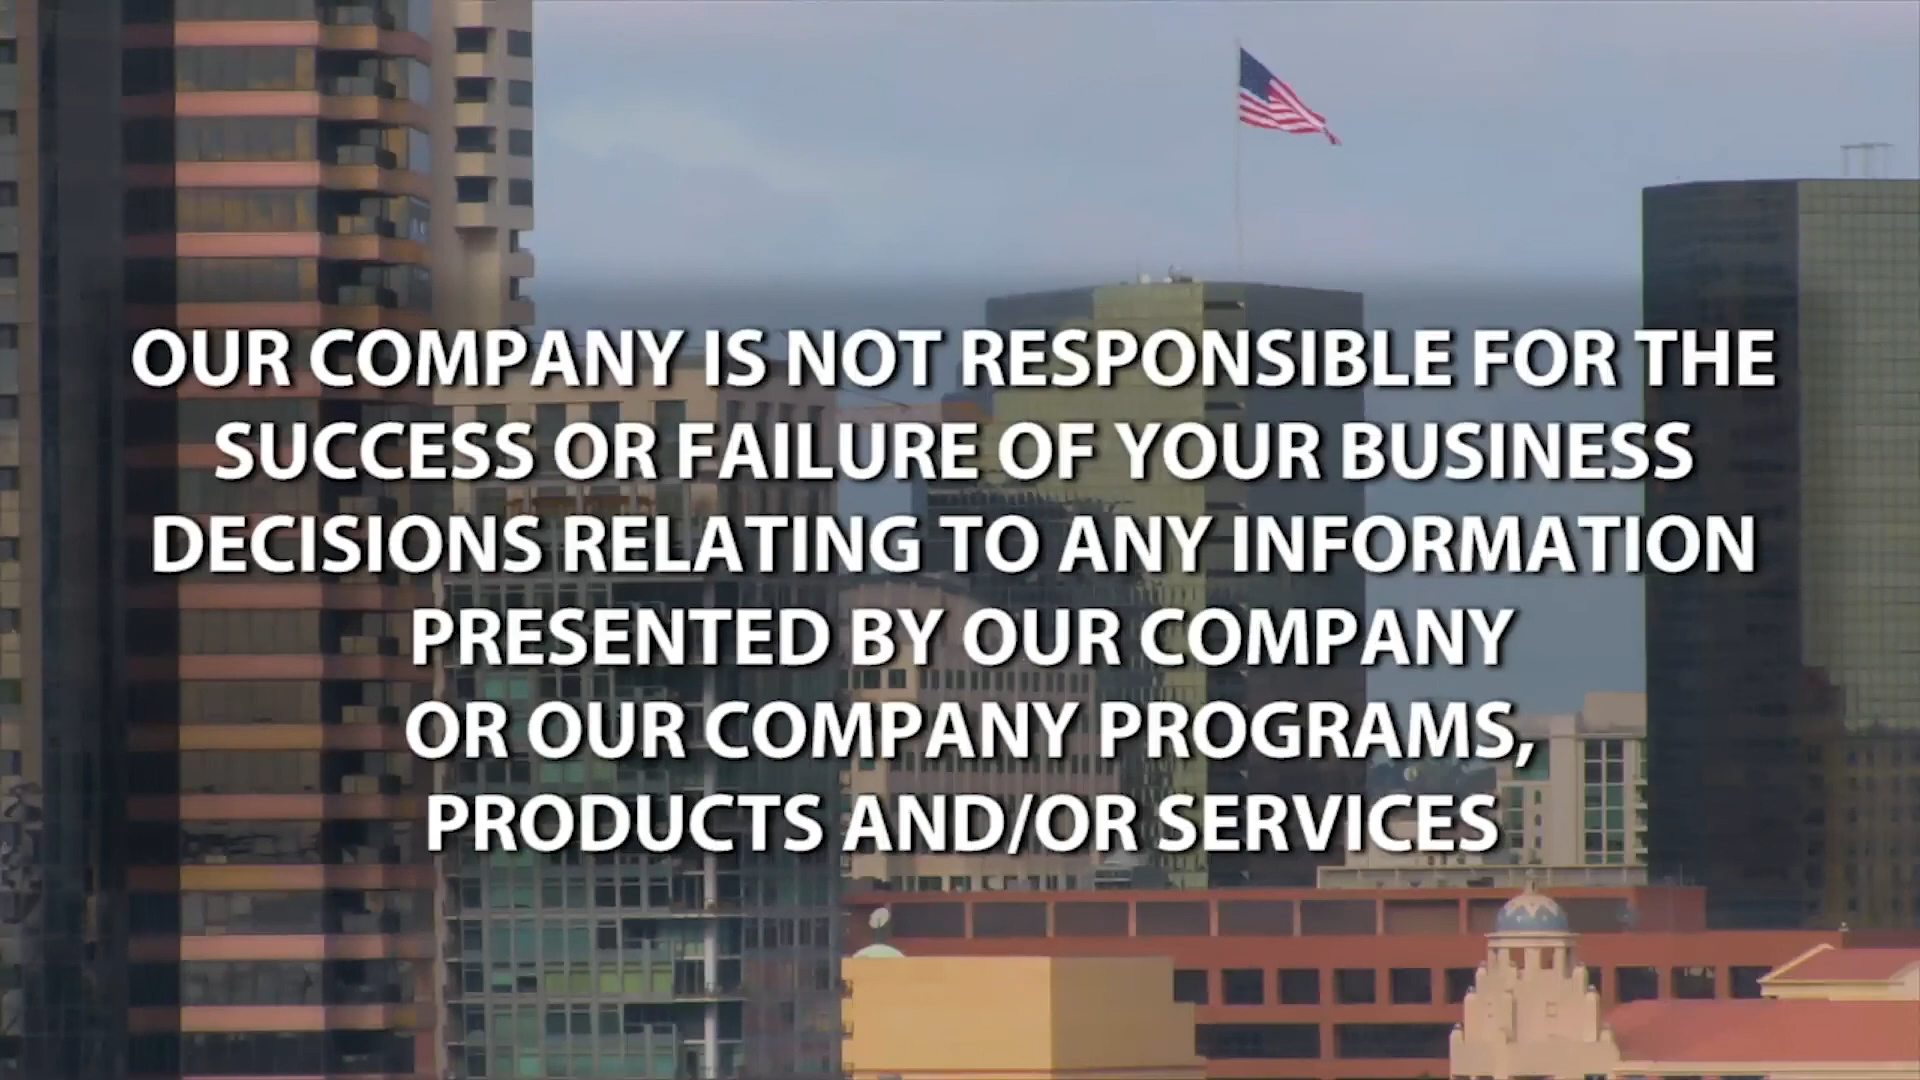 OUR COMPANY IS NOT RESPONSIBLE FOR THE
SUCCESS OR FAILURE OF YOUR BUSINESS
DECISIONS RELATING TO ANY INFORMATION
PRESENTED BY OUR COMPANY
OR OUR COMPANY PROGRAMS,
PRODUCTS AND/OR SERVICES